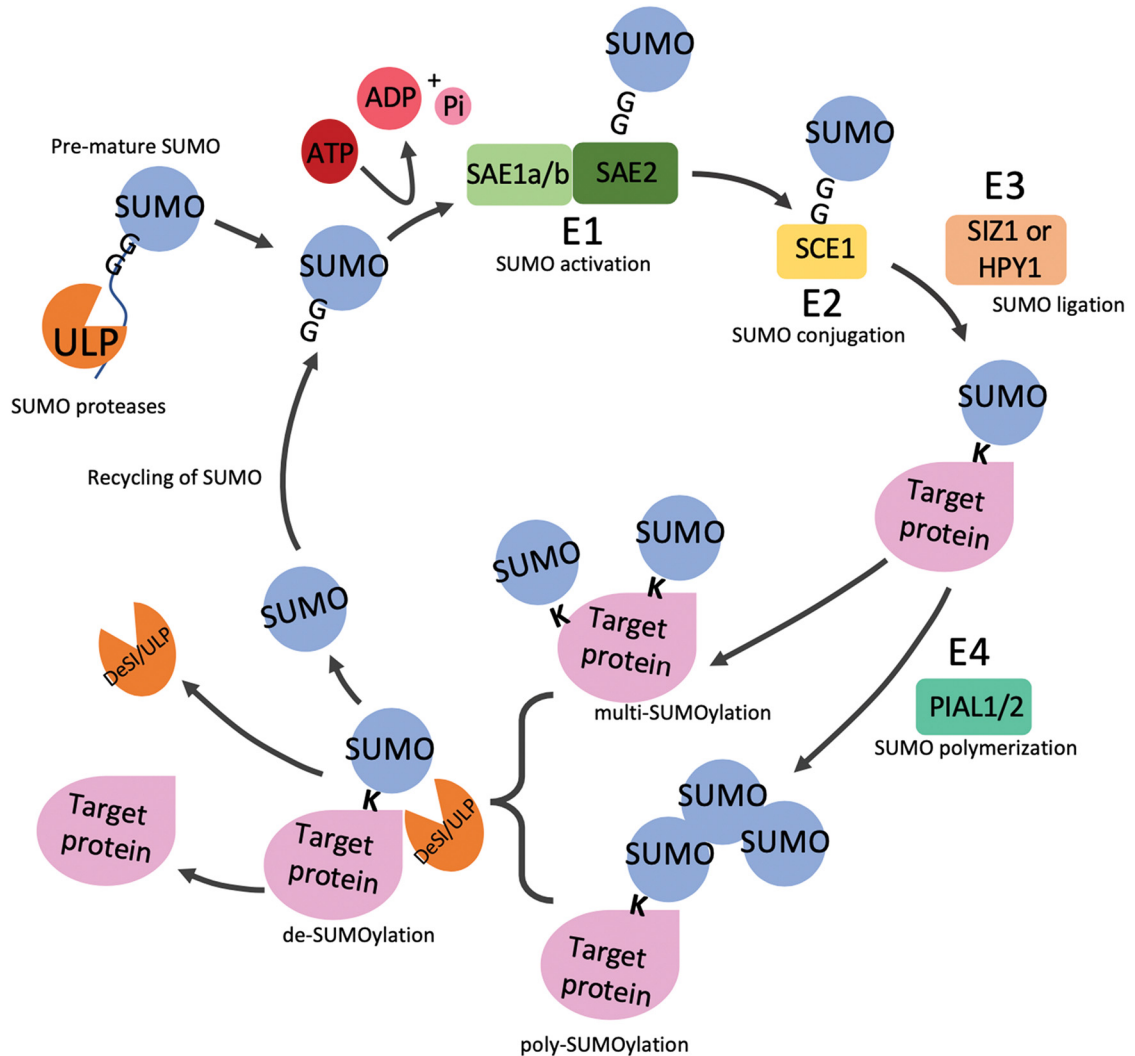 SUMO
ADP
+
Pi
ATP
G
G
SAE1a/b
SAE2
E1
SUMO activation
SUMO
G
G
SCE1
E2
SUMO conjugation
E3
SIZ1 or
HPY1
SUMO ligation
Pre-mature SUMO
SUMO
G
G
ULP
SUMO proteases
SUMO
G
G
Recycling of SUMO
SUMO
K
Target
protein
SUMO
SUMO
K
K
Target
protein
multi-SUMOylation
E4
PIAL1/2
SUMO polymerization
SUMO
SUMO
SUMO
K
Target
protein
poly-SUMOylation
SUMO
DeSI/ULP
SUMO
K
Target
protein
DeSI/ULP
de-SUMOylation
Target
protein